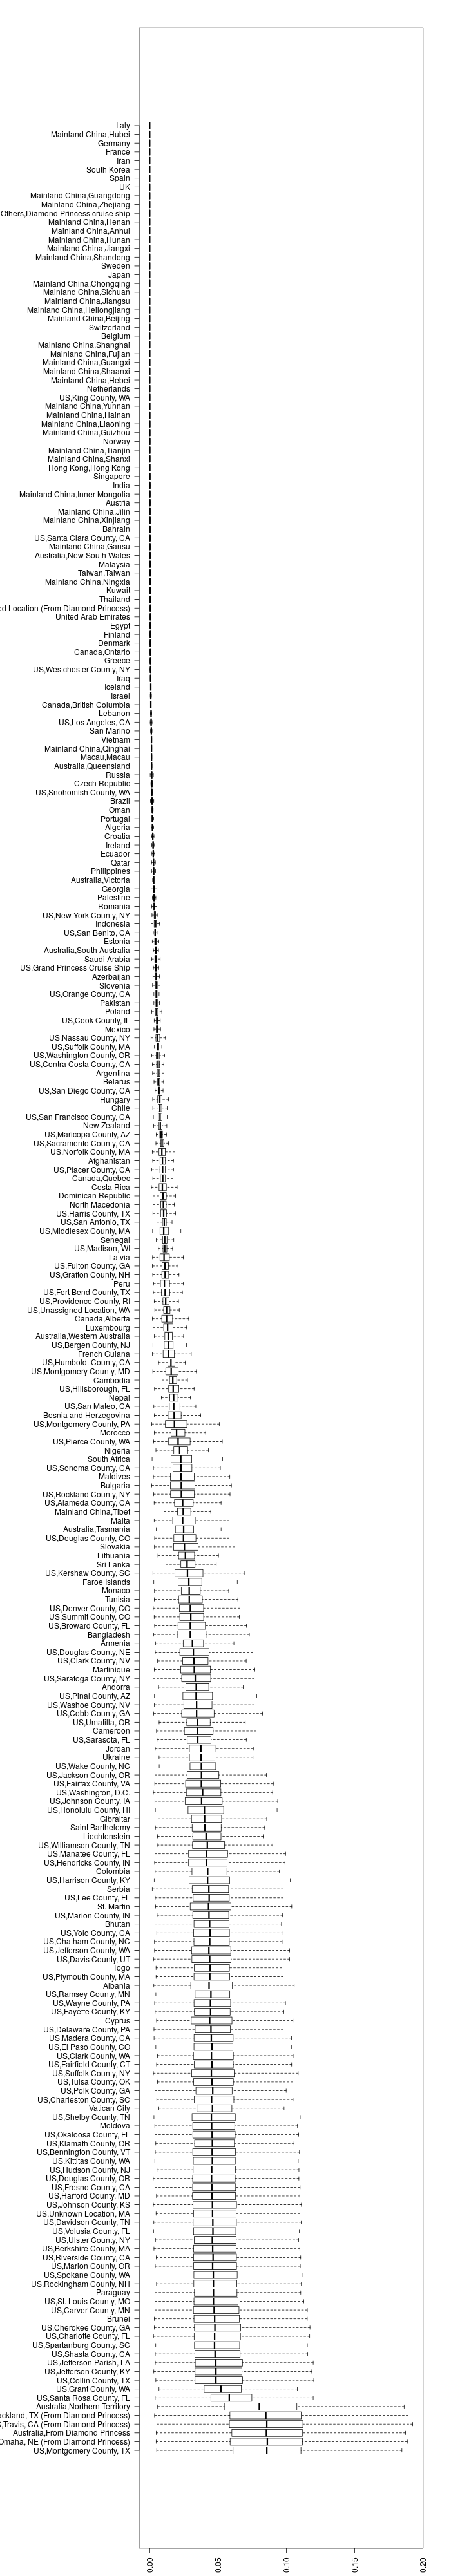 Italy
Mainland China,Hubei
Germany
France
Iran
South Korea
Spain
UK
Mainland China,Guangdong
Mainland China,Zhejiang
Others,Diamond Princess cruise ship
Mainland China,Henan
Mainland China,Anhui
Mainland China,Hunan
Mainland China,Jiangxi
Mainland China,Shandong
Sweden
Japan
Mainland China,Chongqing
Mainland China,Sichuan
Mainland China,Jiangsu
Mainland China,Heilongjiang
Mainland China,Beijing
Switzerland
Belgium
Mainland China,Shanghai
Mainland China,Fujian
Mainland China,Guangxi
Mainland China,Shaanxi
Mainland China,Hebei
Netherlands
US,King County, WA
Mainland China,Yunnan
Mainland China,Hainan
Mainland China,Liaoning
Mainland China,Guizhou
Norway
Mainland China,Tianjin
Mainland China,Shanxi
Hong Kong,Hong Kong
Singapore
India
Mainland China,Inner Mongolia
Austria
Mainland China,Jilin
Mainland China,Xinjiang
Bahrain
US,Santa Clara County, CA
Mainland China,Gansu
Australia,New South Wales
Malaysia
Taiwan,Taiwan
Mainland China,Ningxia
Kuwait
Thailand
ed Location (From Diamond Princess)
United Arab Emirates
Egypt
Finland
Denmark
Canada,Ontario
Greece
US,Westchester County, NY
Iraq
Iceland
Israel
Canada,British Columbia
Lebanon
US,Los Angeles, CA
San Marino
Vietnam
Mainland China,Qinghai
Macau,Macau
Australia,Queensland
Russia
Czech Republic
US,Snohomish County, WA
Brazil
Oman
Portugal
Algeria
Croatia
Ireland
Ecuador
Qatar
Philippines
Australia,Victoria
Georgia
Palestine
Romania
US,New York County, NY
Indonesia
US,San Benito, CA
Estonia
Australia,South Australia
Saudi Arabia
US,Grand Princess Cruise Ship
Azerbaijan
Slovenia
US,Orange County, CA
Pakistan
Poland
US,Cook County, IL
Mexico
US,Nassau County, NY
US,Suffolk County, MA
US,Washington County, OR
US,Contra Costa County, CA
Argentina
Belarus
US,San Diego County, CA
Hungary
Chile
US,San Francisco County, CA
New Zealand
US,Maricopa County, AZ
US,Sacramento County, CA
US,Norfolk County, MA
Afghanistan
US,Placer County, CA
Canada,Quebec
Costa Rica
Dominican Republic
North Macedonia
US,Harris County, TX
US,San Antonio, TX
US,Middlesex County, MA
Senegal
US,Madison, WI
Latvia
US,Fulton County, GA
US,Grafton County, NH
Peru
US,Fort Bend County, TX
US,Providence County, RI
US,Unassigned Location, WA
Canada,Alberta
Luxembourg
Australia,Western Australia
US,Bergen County, NJ
French Guiana
US,Humboldt County, CA
US,Montgomery County, MD
Cambodia
US,Hillsborough, FL
Nepal
US,San Mateo, CA
Bosnia and Herzegovina
US,Montgomery County, PA
Morocco
US,Pierce County, WA
Nigeria
South Africa
US,Sonoma County, CA
Maldives
Bulgaria
US,Rockland County, NY
US,Alameda County, CA
Mainland China,Tibet
Malta
Australia,Tasmania
US,Douglas County, CO
Slovakia
Lithuania
Sri Lanka
US,Kershaw County, SC
Faroe Islands
Monaco
Tunisia
US,Denver County, CO
US,Summit County, CO
US,Broward County, FL
Bangladesh
Armenia
US,Douglas County, NE
US,Clark County, NV
Martinique
US,Saratoga County, NY
Andorra
US,Pinal County, AZ
US,Washoe County, NV
US,Cobb County, GA
US,Umatilla, OR
Cameroon
US,Sarasota, FL
Jordan
Ukraine
US,Wake County, NC
US,Jackson County, OR
US,Fairfax County, VA
US,Washington, D.C.
US,Johnson County, IA
US,Honolulu County, HI
Gibraltar
Saint Barthelemy
Liechtenstein
US,Williamson County, TN
US,Manatee County, FL
US,Hendricks County, IN
Colombia
US,Harrison County, KY
Serbia
US,Lee County, FL
St. Martin
US,Marion County, IN
Bhutan
US,Yolo County, CA
US,Chatham County, NC
US,Jefferson County, WA
US,Davis County, UT
Togo
US,Plymouth County, MA
Albania
US,Ramsey County, MN
US,Wayne County, PA
US,Fayette County, KY
Cyprus
US,Delaware County, PA
US,Madera County, CA
US,El Paso County, CO
US,Clark County, WA
US,Fairfield County, CT
US,Suffolk County, NY
US,Tulsa County, OK
US,Polk County, GA
US,Charleston County, SC
Vatican City
US,Shelby County, TN
Moldova
US,Okaloosa County, FL
US,Klamath County, OR
US,Bennington County, VT
US,Kittitas County, WA
US,Hudson County, NJ
US,Douglas County, OR
US,Fresno County, CA
US,Harford County, MD
US,Johnson County, KS
US,Unknown Location, MA
US,Davidson County, TN
US,Volusia County, FL
US,Ulster County, NY
US,Berkshire County, MA
US,Riverside County, CA
US,Marion County, OR
US,Spokane County, WA
US,Rockingham County, NH
Paraguay
US,St. Louis County, MO
US,Carver County, MN
Brunei
US,Cherokee County, GA
US,Charlotte County, FL
US,Spartanburg County, SC
US,Shasta County, CA
US,Jefferson Parish, LA
US,Jefferson County, KY
US,Collin County, TX
US,Grant County, WA
US,Santa Rosa County, FL
Australia,Northern Territory
ackland, TX (From Diamond Princess)
,Travis, CA (From Diamond Princess)
Australia,From Diamond Princess
Omaha, NE (From Diamond Princess)
US,Montgomery County, TX
0.00
0.05
0.10
0.15
0.20